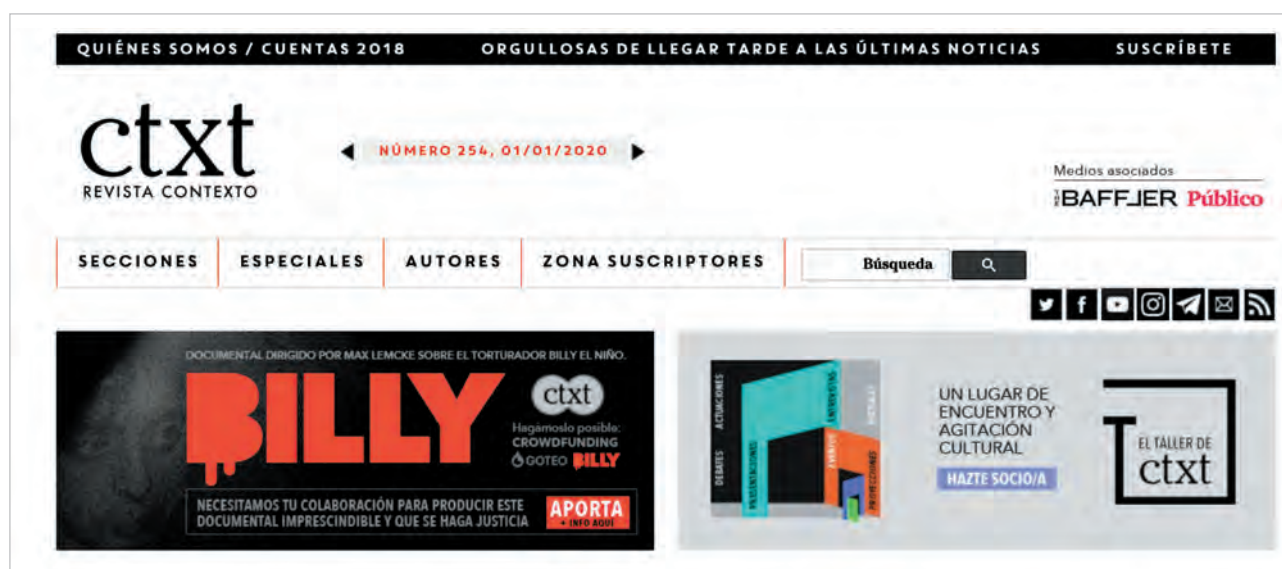 QUIÉNES SOMOS / CUENTAS 2018 ORGULLOSAS DE LLEGAR TARDE A LAS ÚLTIMAS NOTICIAS SUSCRÍBETE
ctxt
REVISTA CONTEXTO
NÚMERO 254, 01/01/2020
Medios asociados
THE BAFFLER Público
SECCIONES ESPECIALES AUTORES ZONA SUSCRIPTORES Búsqueda
DOCUMENTAL DIRIGIDO POR MAX LEMCKE SOBRE EL TORTURADOR BILLY EL NIÑO.
BILLY
ctxt
Hagámoslo posible:
CROWDFUNDING
GOTEO BILLY
NECESITAMOS TU COLABORACIÓN PARA PRODUCIR ESTE
DOCUMENTAL IMPRESCINDIBLE Y QUE SE HAGA JUSTICIA
APORTA
+ INFO AQUÍ
DEBATES
ACTUACIONES
PRESENTACIONES
ENTREVISTAS
EVENTOS
PROYECCIONES
UN LUGAR DE
ENCUENTRO Y
AGITACIÓN
CULTURAL
HAZTE SOCIO/A
EL TALLER DE
ctxt